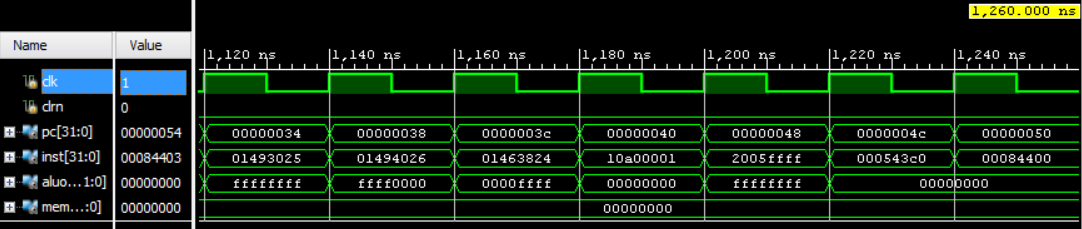 1,260.000 ns
Name Value 1,120 ns 1,140 ns 1,160 ns 1,180 ns 1,200 ns 1,220 ns 1,240 ns
clk 1
clrn 0
pc[31:0] 00000054 00000034 00000038 0000003c 00000040 00000048 0000004c 00000050
inst[31:0] 00084403 01493025 01494026 01463824 10a00001 2005ffff 000543c0 00084400
aluo...1:0] 00000000 ffffffff ffff0000 0000ffff 00000000 ffffffff 00000000
mem...:0] 00000000 00000000